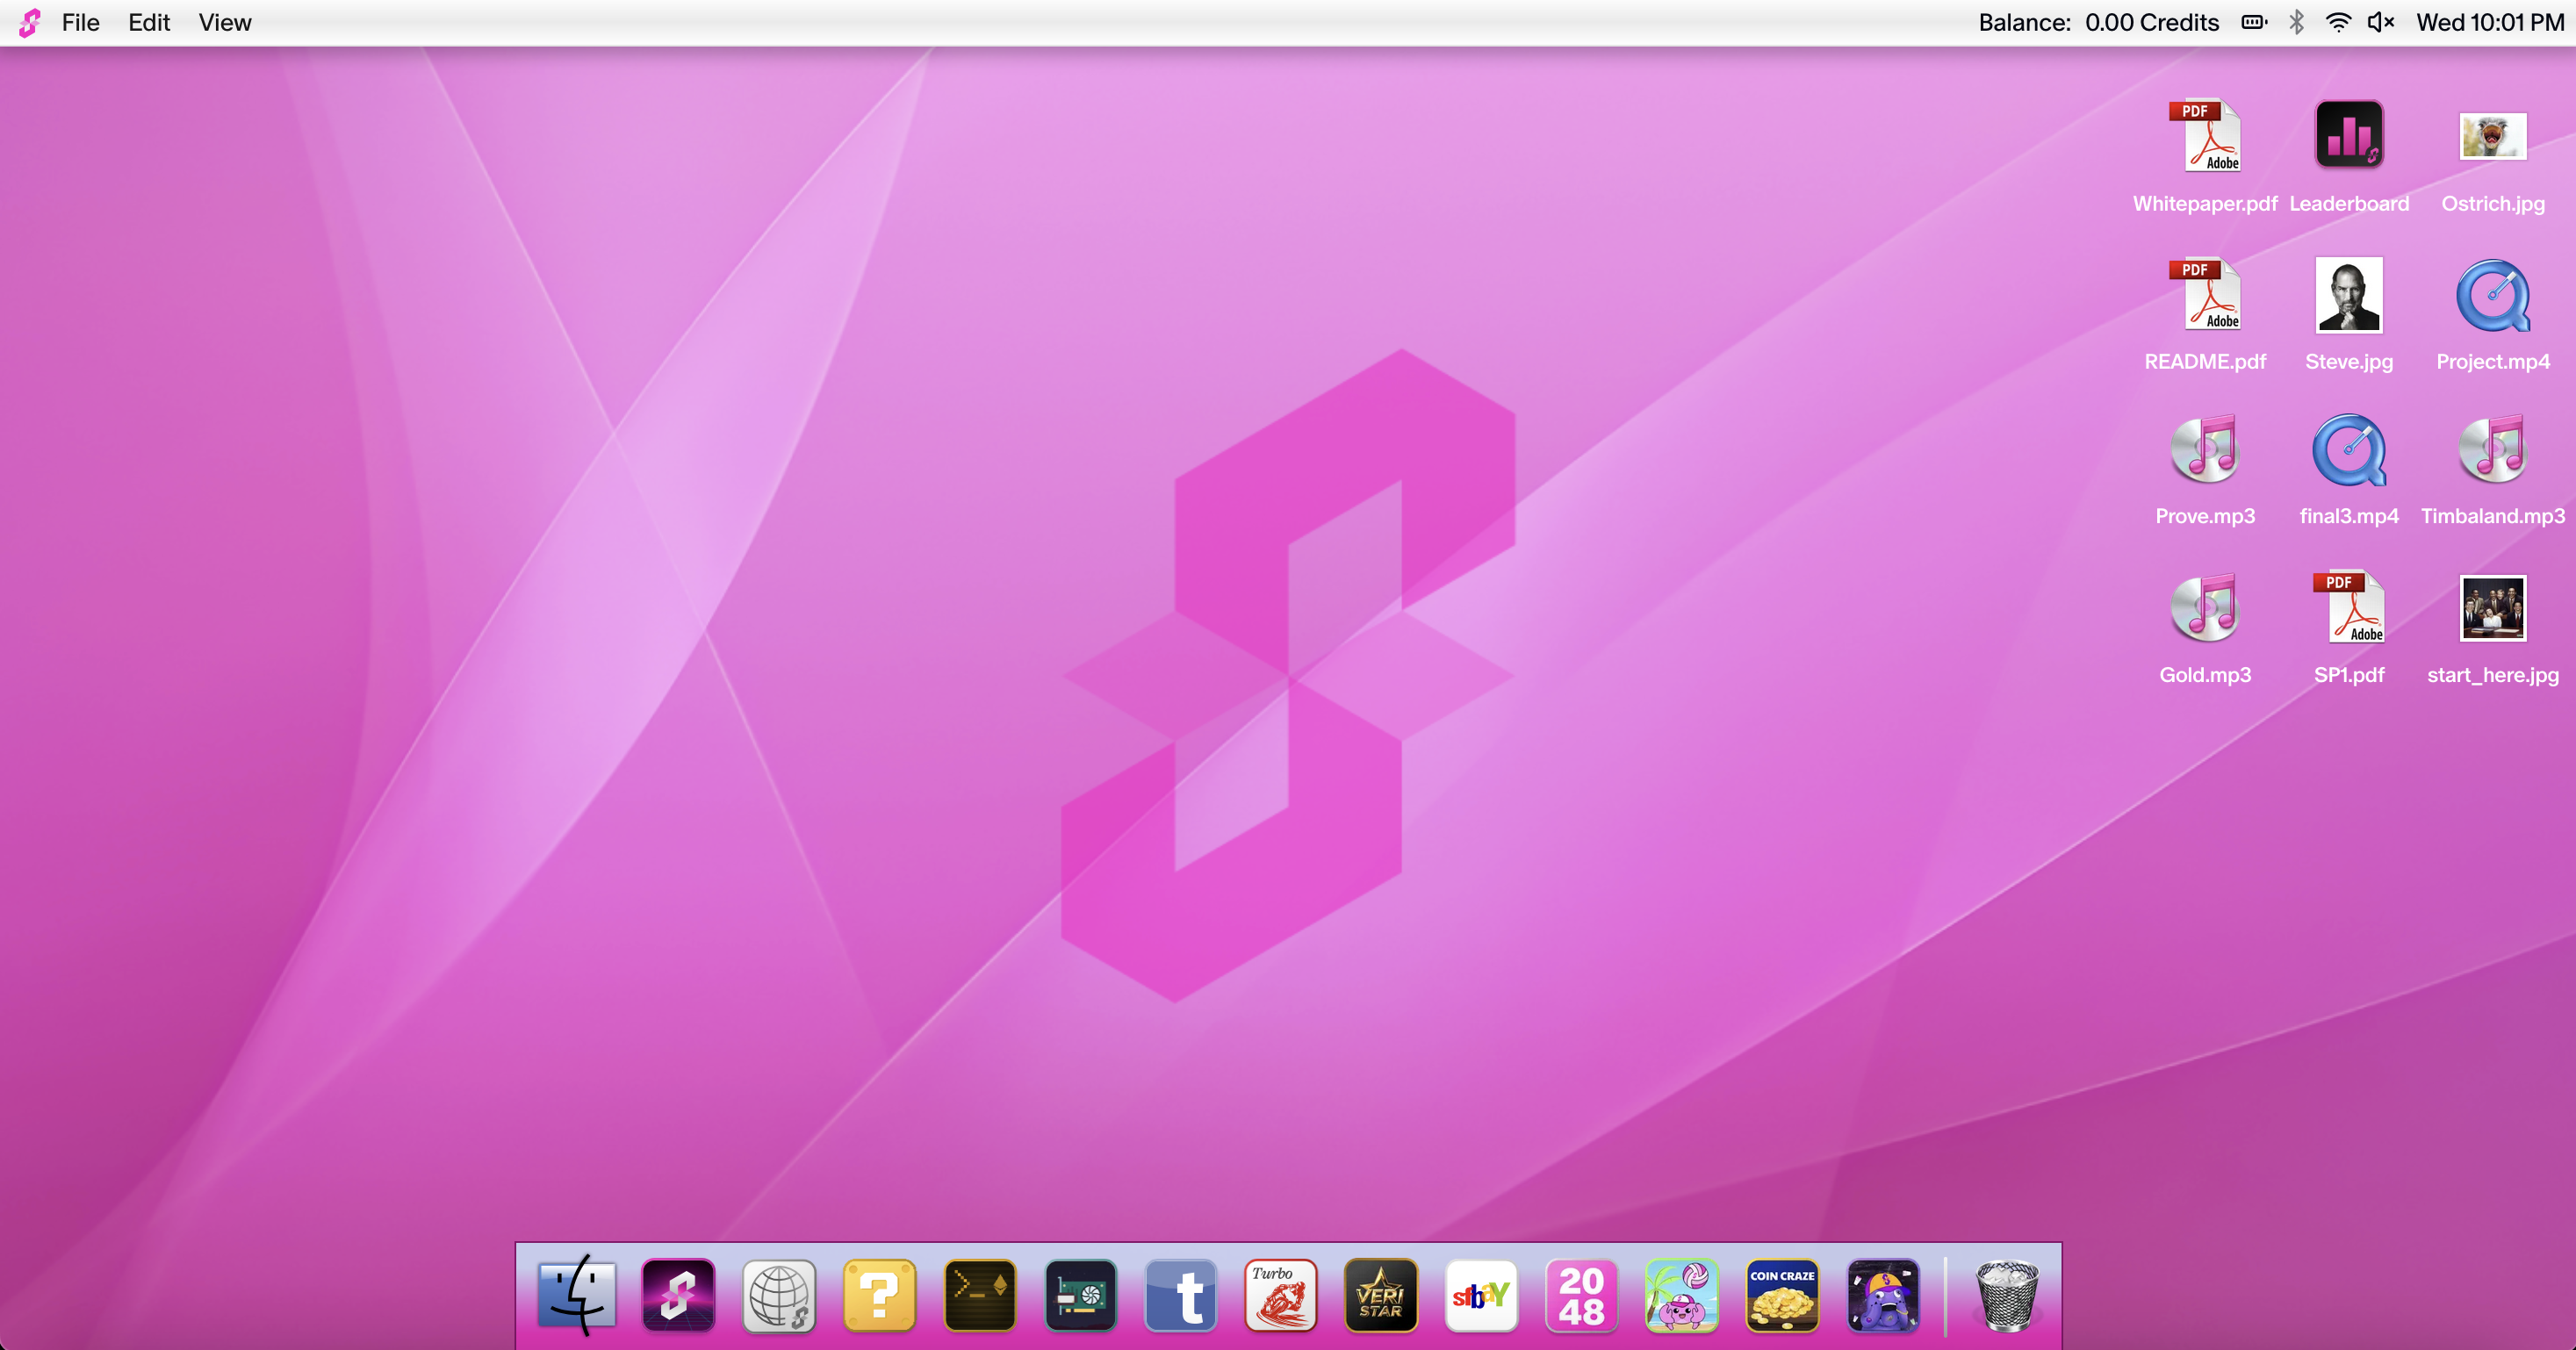 File Edit View Balance: 0.00 Credits Wed 10:01 PM
PDF
Adobe
Whitepaper.pdf Leaderboard Ostrich.jpg
PDF
Adobe
README.pdf Steve.jpg Project.mp4
Prove.mp3 final3.mp4 Timbaland.mp3
PDF
Adobe
Gold.mp3 SP1.pdf start_here.jpg
?
>_
t
Turbo
VERI
STAR
sfbaY
20
48
COIN CRAZE